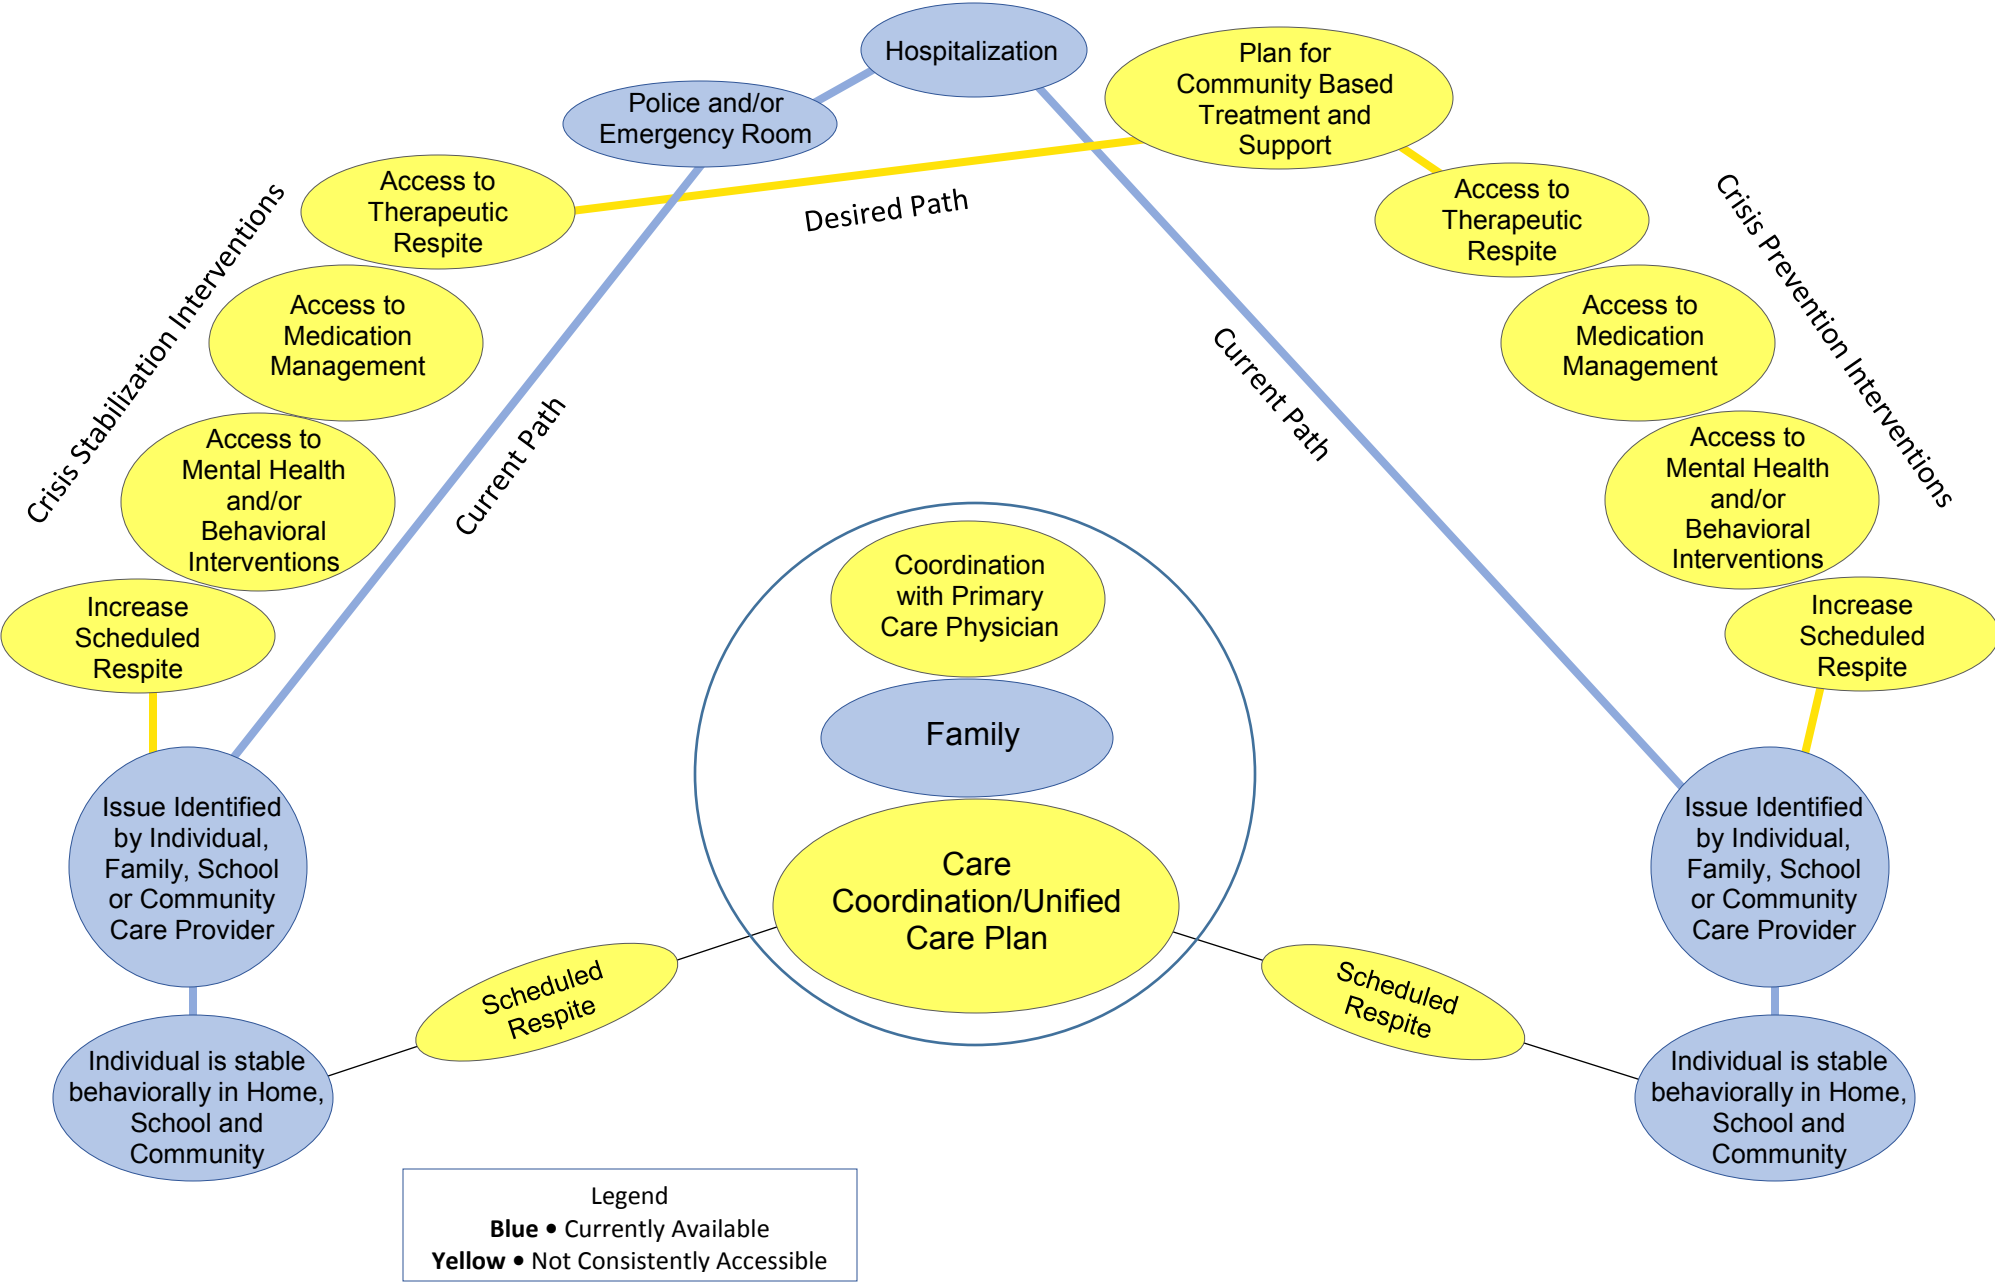 Hospitalization
Plan for
Community Based
Treatment and
Support
Police and/or
Emergency Room
Access to
Therapeutic
Respite
Desired Path
Access to
Therapeutic
Respite
Crisis Stabilization Interventions
Crisis Prevention Interventions
Access to
Medication
Management
Access to
Medication
Management
Current Path
Current Path
Access to
Mental Health
and/or
Behavioral
Interventions
Access to
Mental Health
and/or
Behavioral
Interventions
Increase
Scheduled
Respite
Coordination
with Primary
Care Physician
Increase
Scheduled
Respite
Family
Issue Identified
by Individual,
Family, School
or Community
Care Provider
Care
Coordination/Unified
Care Plan
Issue Identified
by Individual,
Family, School
or Community
Care Provider
Scheduled
Respite
Scheduled
Respite
Individual is stable
behaviorally in Home,
School and
Community
Individual is stable
behaviorally in Home,
School and
Community
Legend
Blue • Currently Available
Yellow • Not Consistently Accessible